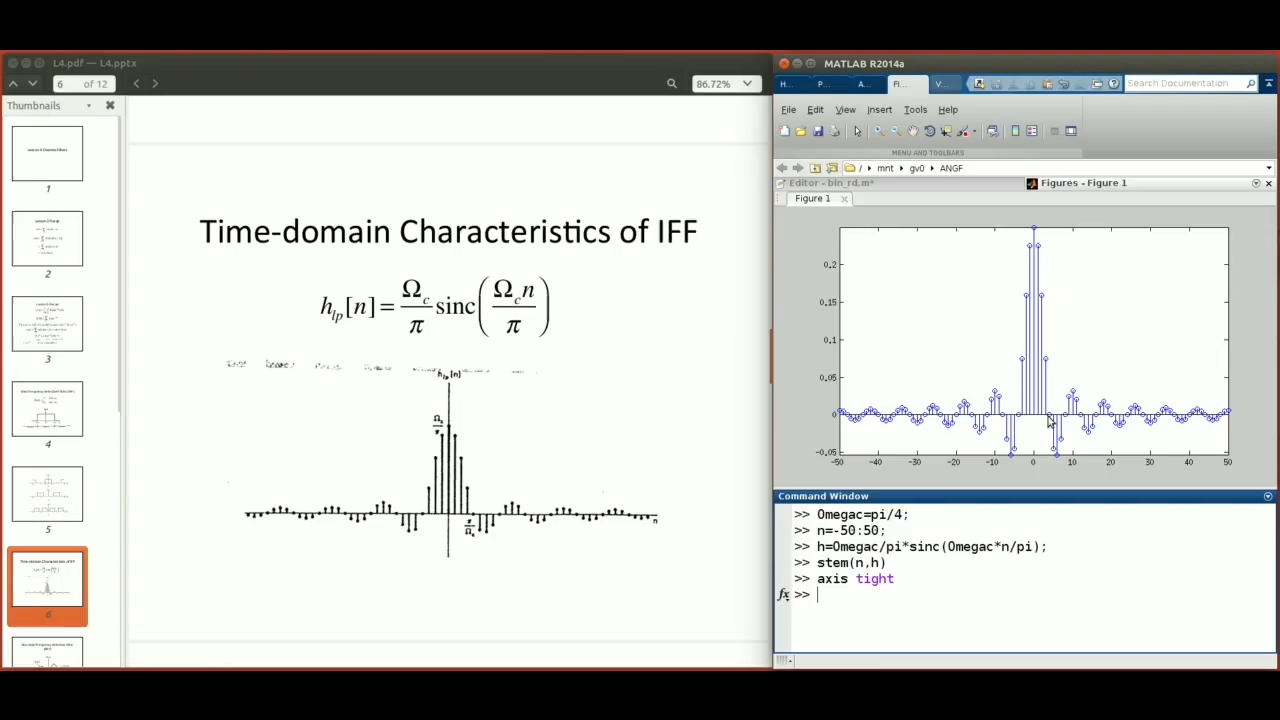 L4.pdf — L4.pptx
6 of 12
86.72%
Thumbnails
1
2
3
4
5
6
Time-domain Characteristics of IFF
h_lp[n] = Ω_c/π sinc(Ω_c n/π)
h_lp[n]
Ω_c/π
π/Ω_c
n
MATLAB R2014a
H... P... A... Fi... V...
Search Documentation
File Edit View Insert Tools Help
MENU AND TOOLBARS
/ mnt gv0 ANGF
Editor - bin_rd.m*
Figures - Figure 1
Figure 1
0.2
0.15
0.1
0.05
0
-0.05
-50 -40 -30 -20 -10 0 10 20 30 40 50
Command Window
>> Omegac=pi/4;
>> n=-50:50;
>> h=Omegac/pi*sinc(Omegac*n/pi);
>> stem(n,h)
>> axis tight
fx >>